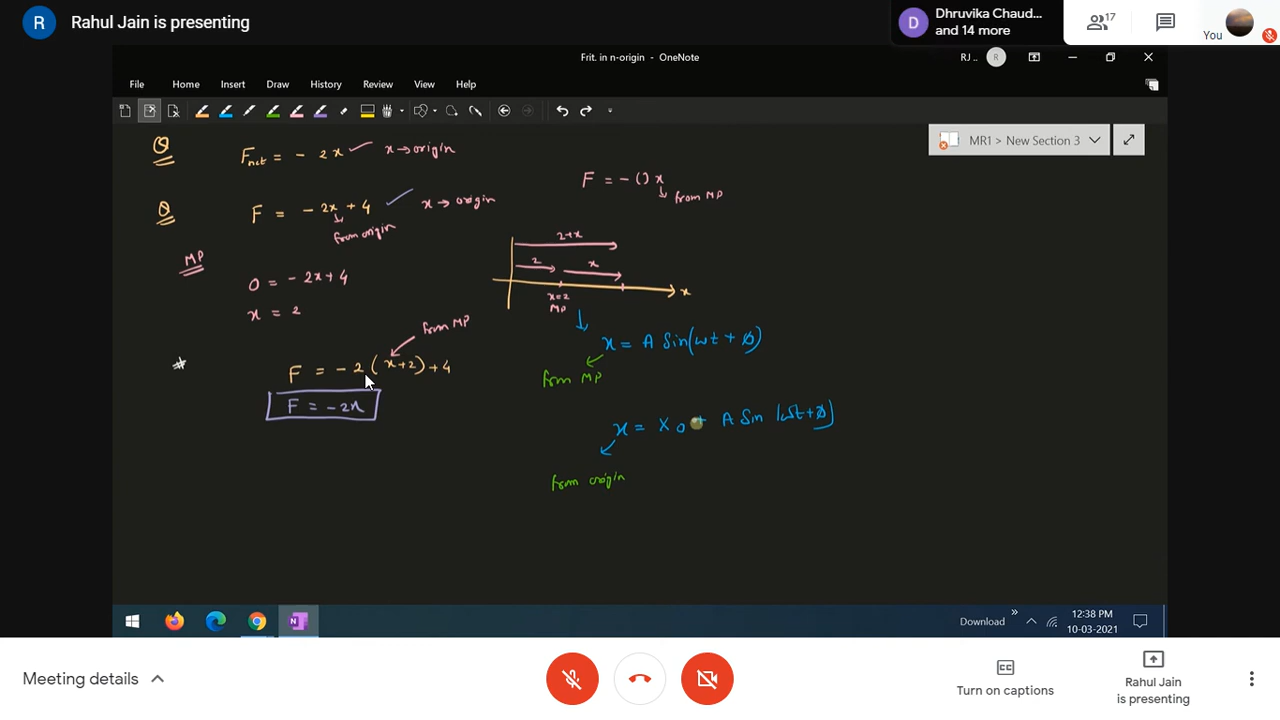 R Rahul Jain is presenting
D Dhruvika Chaud... and 14 more
17
You
Frit. in n-origin - OneNote
RJ ..
R
File Home Insert Draw History Review View Help
MR1 > New Section 3
Q Fnet = - 2x x → origin
F = - ( ) x
from MP
Q F = - 2x + 4 x → origin
from origin
MP
0 = - 2x + 4
x = 2
2+x
2 x
x=2
MP
x
x = A Sin(ωt + φ)
from MP
from MP
F = - 2 ( x+2 ) + 4
F = - 2x
x = X0 + A Sin (ωt + φ)
from origin
Download
12:38 PM
10-03-2021
Meeting details
Turn on captions
Rahul Jain
is presenting